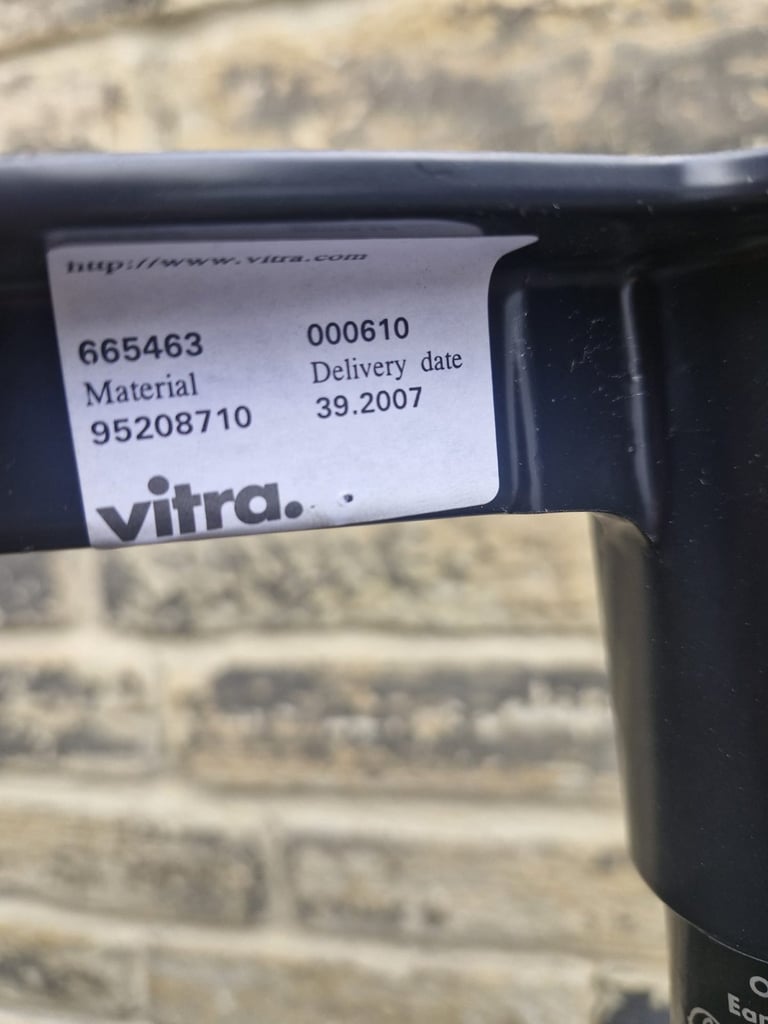 http://www.vitra.com
665463 000610
Material Delivery date
95208710 39.2007
vitra.